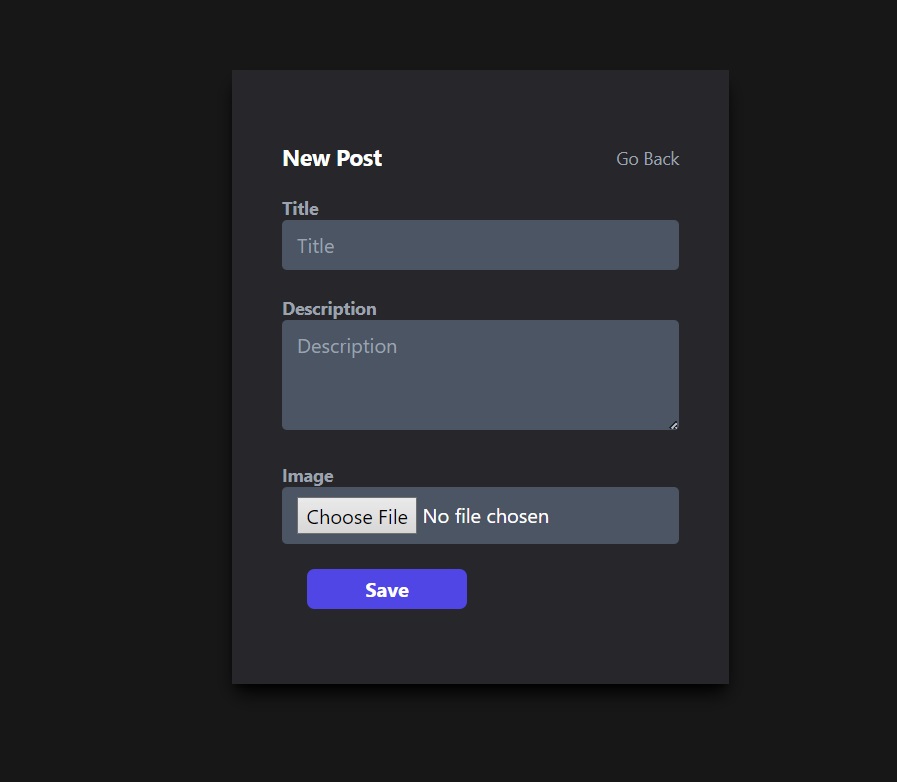 New Post Go Back
Title
Title
Description
Description
Image
Choose File No file chosen
Save